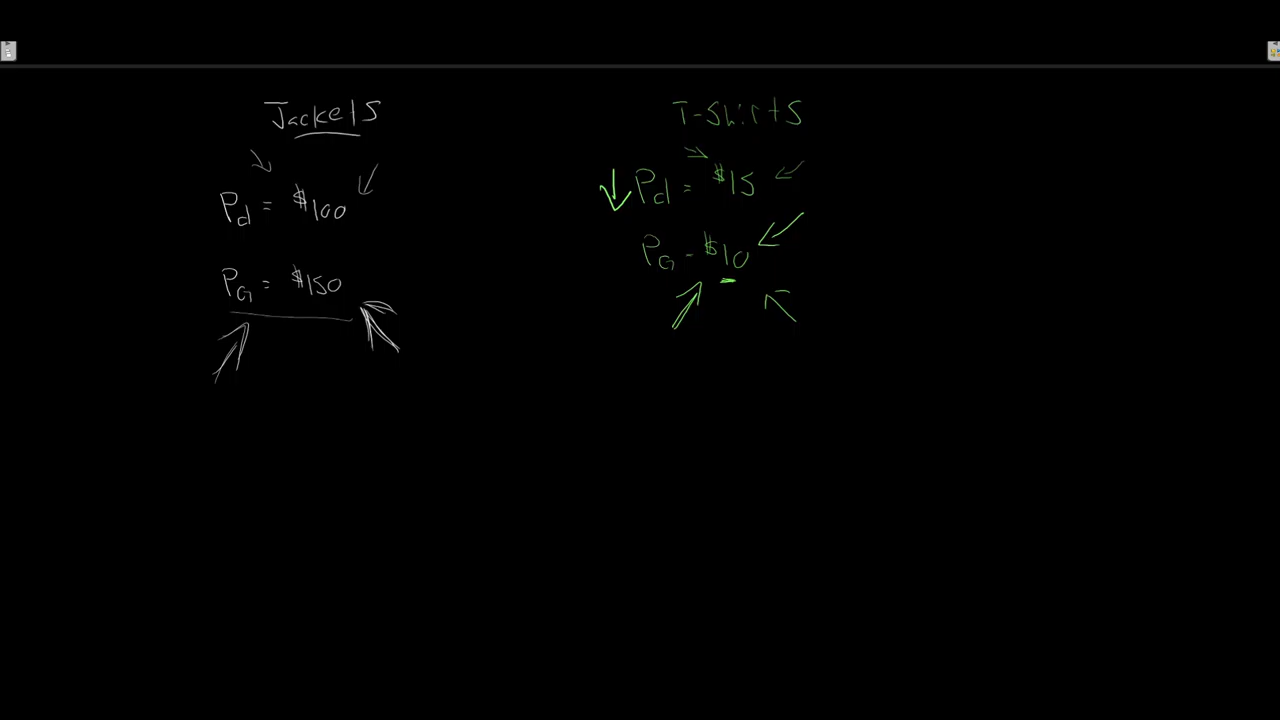 Jackets
Pd = $100
PG = $150
T-Shirts
Pd = $15
PG = $10